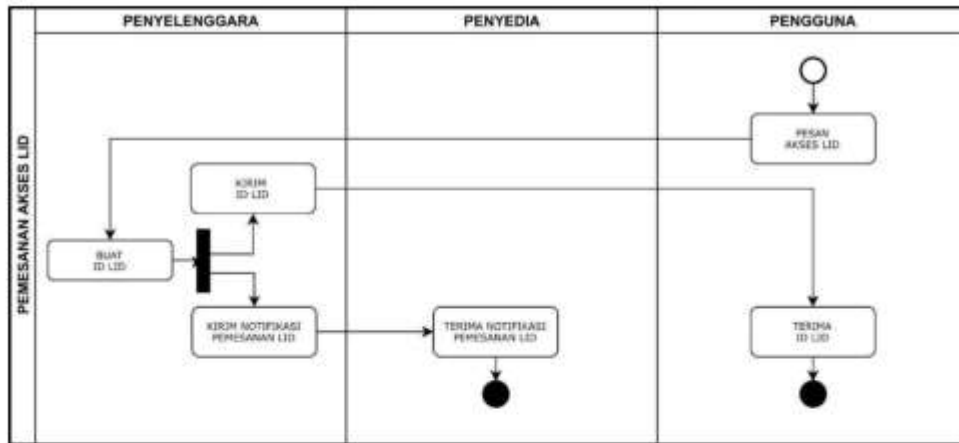 PENYELENGGARA
PENYEDIA
PENGGUNA
PEMESANAN AKSES LID
PESAN
AKSES LID
KIRIM
ID LID
BUAT
ID LID
KIRIM NOTIFIKASI
PEMESANAN LID
TERIMA NOTIFIKASI
PEMESANAN LID
TERIMA
ID LID